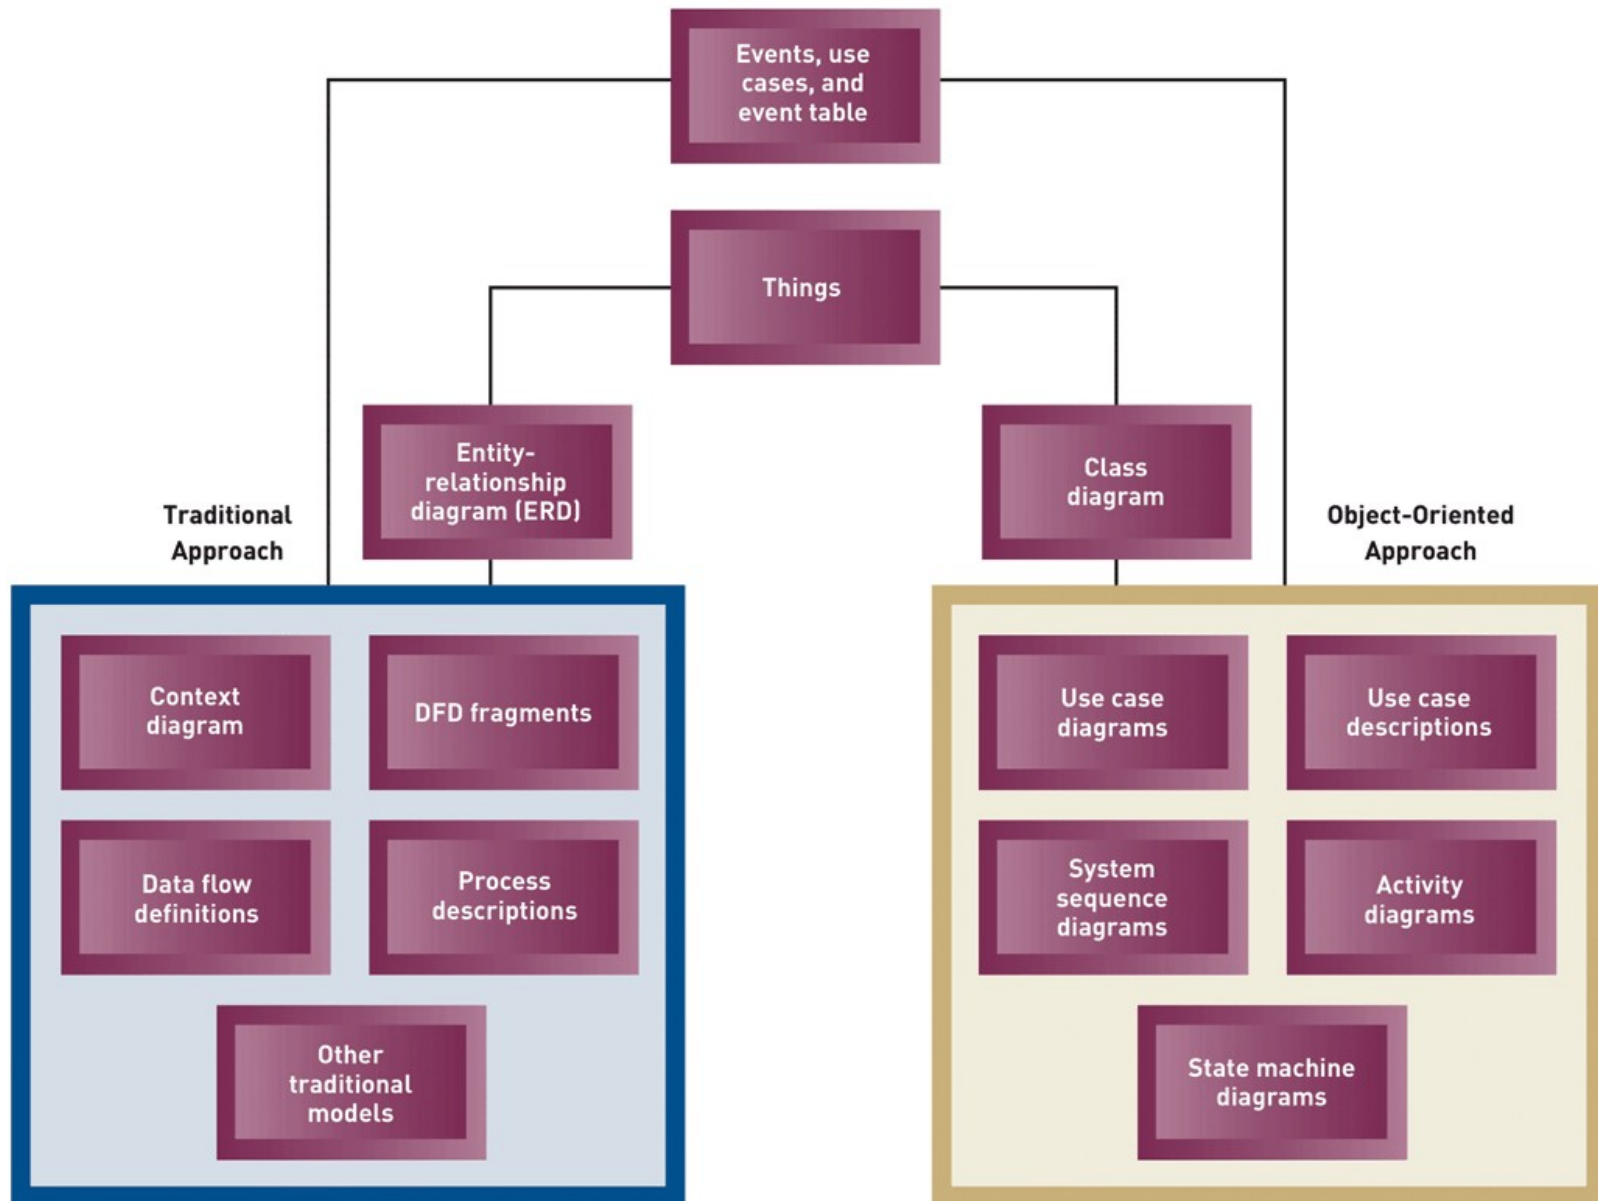 Events, use
cases, and
event table
Things
Entity-
relationship
diagram (ERD)
Class
diagram
Traditional
Approach
Object-Oriented
Approach
Context
diagram
DFD fragments
Use case
diagrams
Use case
descriptions
Data flow
definitions
Process
descriptions
System
sequence
diagrams
Activity
diagrams
Other
traditional
models
State machine
diagrams